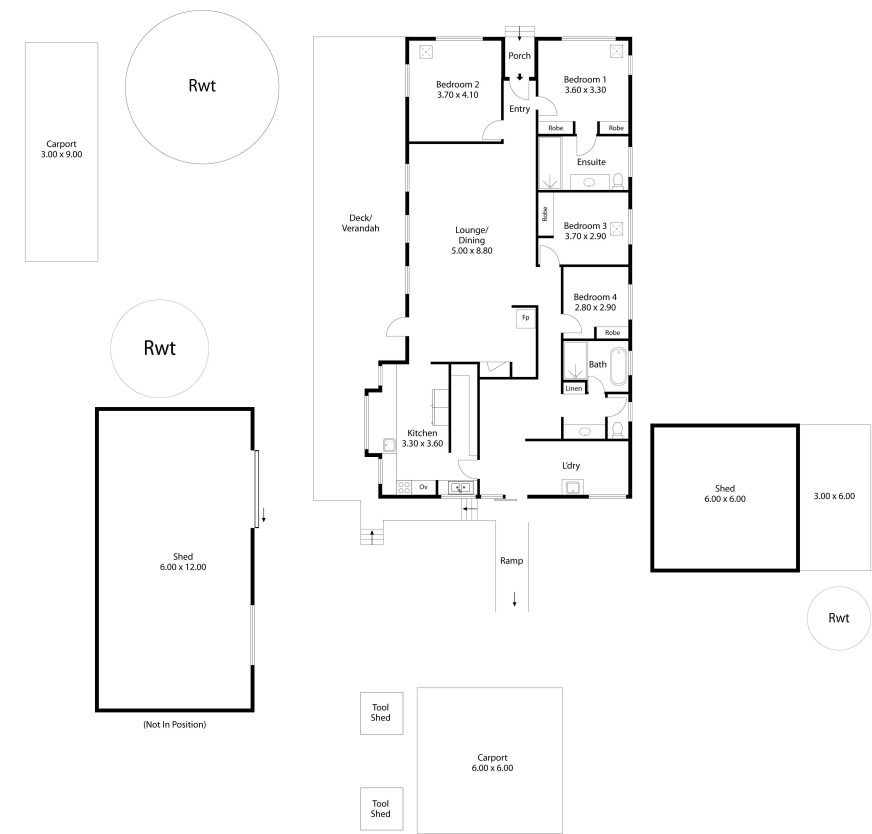 Porch
Rwt
Bedroom 2
3.70 x 4.10
Bedroom 1
3.60 x 3.30
Entry
Robe
Robe
Carport
3.00 x 9.00
Ensuite
Robe
Deck/
Verandah
Lounge/
Dining
5.00 x 8.80
Bedroom 3
3.70 x 2.90
Bedroom 4
2.80 x 2.90
Fp
Robe
Rwt
Bath
Linen
Kitchen
3.30 x 3.60
L'dry
Ov
Shed
6.00 x 6.00
3.00 x 6.00
Shed
6.00 x 12.00
Ramp
Rwt
(Not In Position)
Tool
Shed
Carport
6.00 x 6.00
Tool
Shed